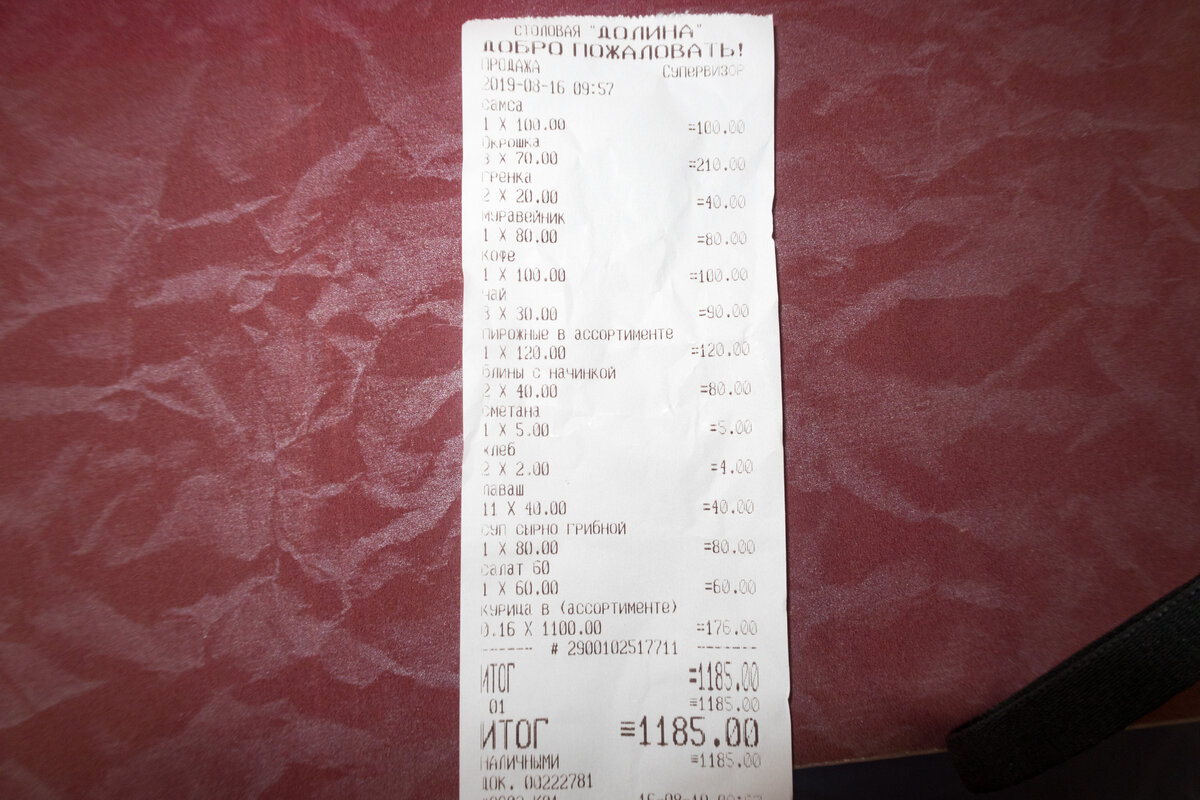 СТОЛОВАЯ "ДОЛИНА"
ДОБРО ПОЖАЛОВАТЬ!
ПРОДАЖА Супервизор
2019-08-16 09:57
самса
1 X 100.00 =100.00
Окрошка
3 X 70.00 =210.00
гренка
2 X 20.00 =40.00
муравейник
1 X 80.00 =80.00
кофе
1 X 100.00 =100.00
чай
3 X 30.00 =90.00
пирожные в ассортименте
1 X 120.00 =120.00
блины с начинкой
2 X 40.00 =80.00
сметана
1 X 5.00 =5.00
хлеб
2 X 2.00 =4.00
лаваш
11 X 40.00 =40.00
суп сырно грибной
1 X 80.00 =80.00
салат 60
1 X 60.00 =60.00
курица в (ассортименте)
0.16 X 1100.00 =176.00
------- # 2900102517711 --------
ИТОГ =1185.00
01 =1185.00
ИТОГ =1185.00
НАЛИЧНЫМИ =1185.00
ДОК. 00222781